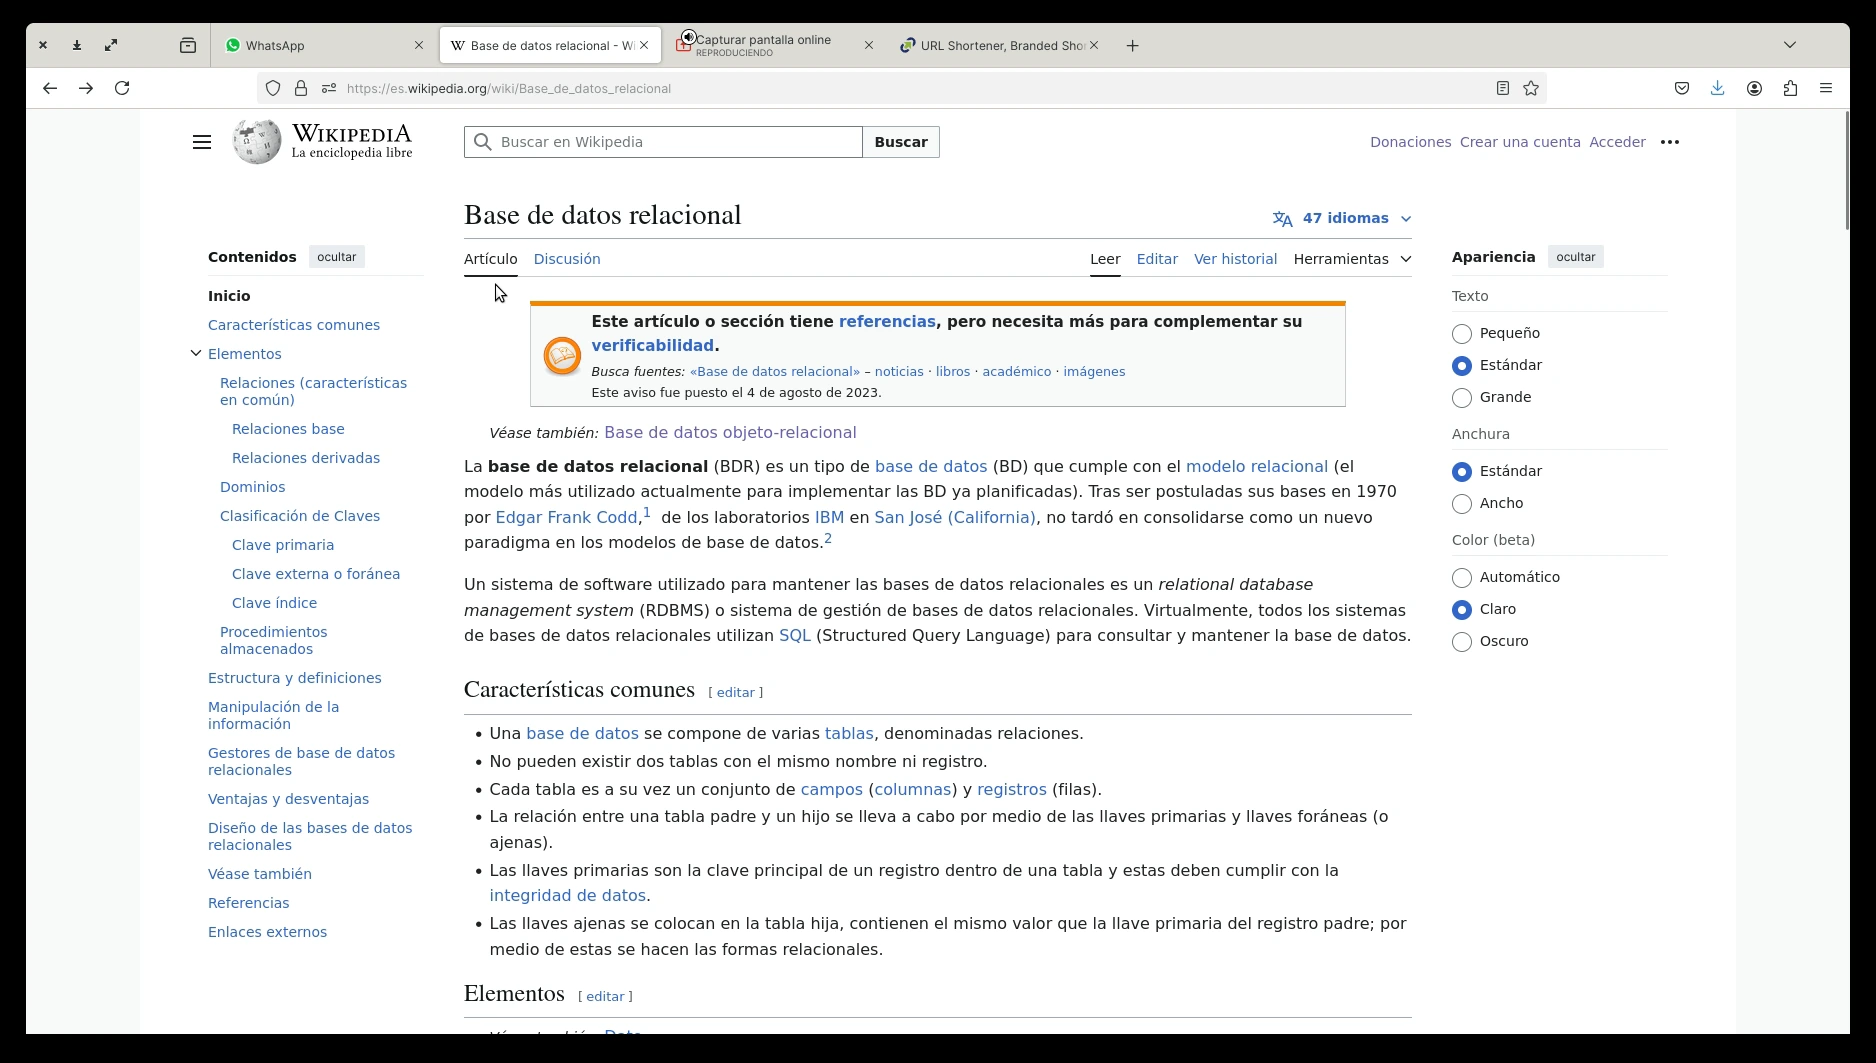 WhatsApp
Base de datos relacional - Wi
Capturar pantalla online
REPRODUCIENDO
URL Shortener, Branded Sho
https://es.wikipedia.org/wiki/Base_de_datos_relacional
WIKIPEDIA
La enciclopedia libre
Buscar en Wikipedia
Buscar
Donaciones Crear una cuenta Acceder
Base de datos relacional
47 idiomas
Artículo Discusión
Leer Editar Ver historial Herramientas
Contenidos ocultar
Inicio
Características comunes
Elementos
Relaciones (características
en común)
Relaciones base
Relaciones derivadas
Dominios
Clasificación de Claves
Clave primaria
Clave externa o foránea
Clave índice
Procedimientos
almacenados
Estructura y definiciones
Manipulación de la
información
Gestores de base de datos
relacionales
Ventajas y desventajas
Diseño de las bases de datos
relacionales
Véase también
Referencias
Enlaces externos
Este artículo o sección tiene referencias, pero necesita más para complementar su
verificabilidad.
Busca fuentes: «Base de datos relacional» – noticias · libros · académico · imágenes
Este aviso fue puesto el 4 de agosto de 2023.
Véase también: Base de datos objeto-relacional
La base de datos relacional (BDR) es un tipo de base de datos (BD) que cumple con el modelo relacional (el
modelo más utilizado actualmente para implementar las BD ya planificadas). Tras ser postuladas sus bases en 1970
por Edgar Frank Codd,1 de los laboratorios IBM en San José (California), no tardó en consolidarse como un nuevo
paradigma en los modelos de base de datos.2
Un sistema de software utilizado para mantener las bases de datos relacionales es un relational database
management system (RDBMS) o sistema de gestión de bases de datos relacionales. Virtualmente, todos los sistemas
de bases de datos relacionales utilizan SQL (Structured Query Language) para consultar y mantener la base de datos.
Características comunes [ editar ]
• Una base de datos se compone de varias tablas, denominadas relaciones.
• No pueden existir dos tablas con el mismo nombre ni registro.
• Cada tabla es a su vez un conjunto de campos (columnas) y registros (filas).
• La relación entre una tabla padre y un hijo se lleva a cabo por medio de las llaves primarias y llaves foráneas (o
ajenas).
• Las llaves primarias son la clave principal de un registro dentro de una tabla y estas deben cumplir con la
integridad de datos.
• Las llaves ajenas se colocan en la tabla hija, contienen el mismo valor que la llave primaria del registro padre; por
medio de estas se hacen las formas relacionales.
Elementos [ editar ]
Apariencia ocultar
Texto
Pequeño
Estándar
Grande
Anchura
Estándar
Ancho
Color (beta)
Automático
Claro
Oscuro